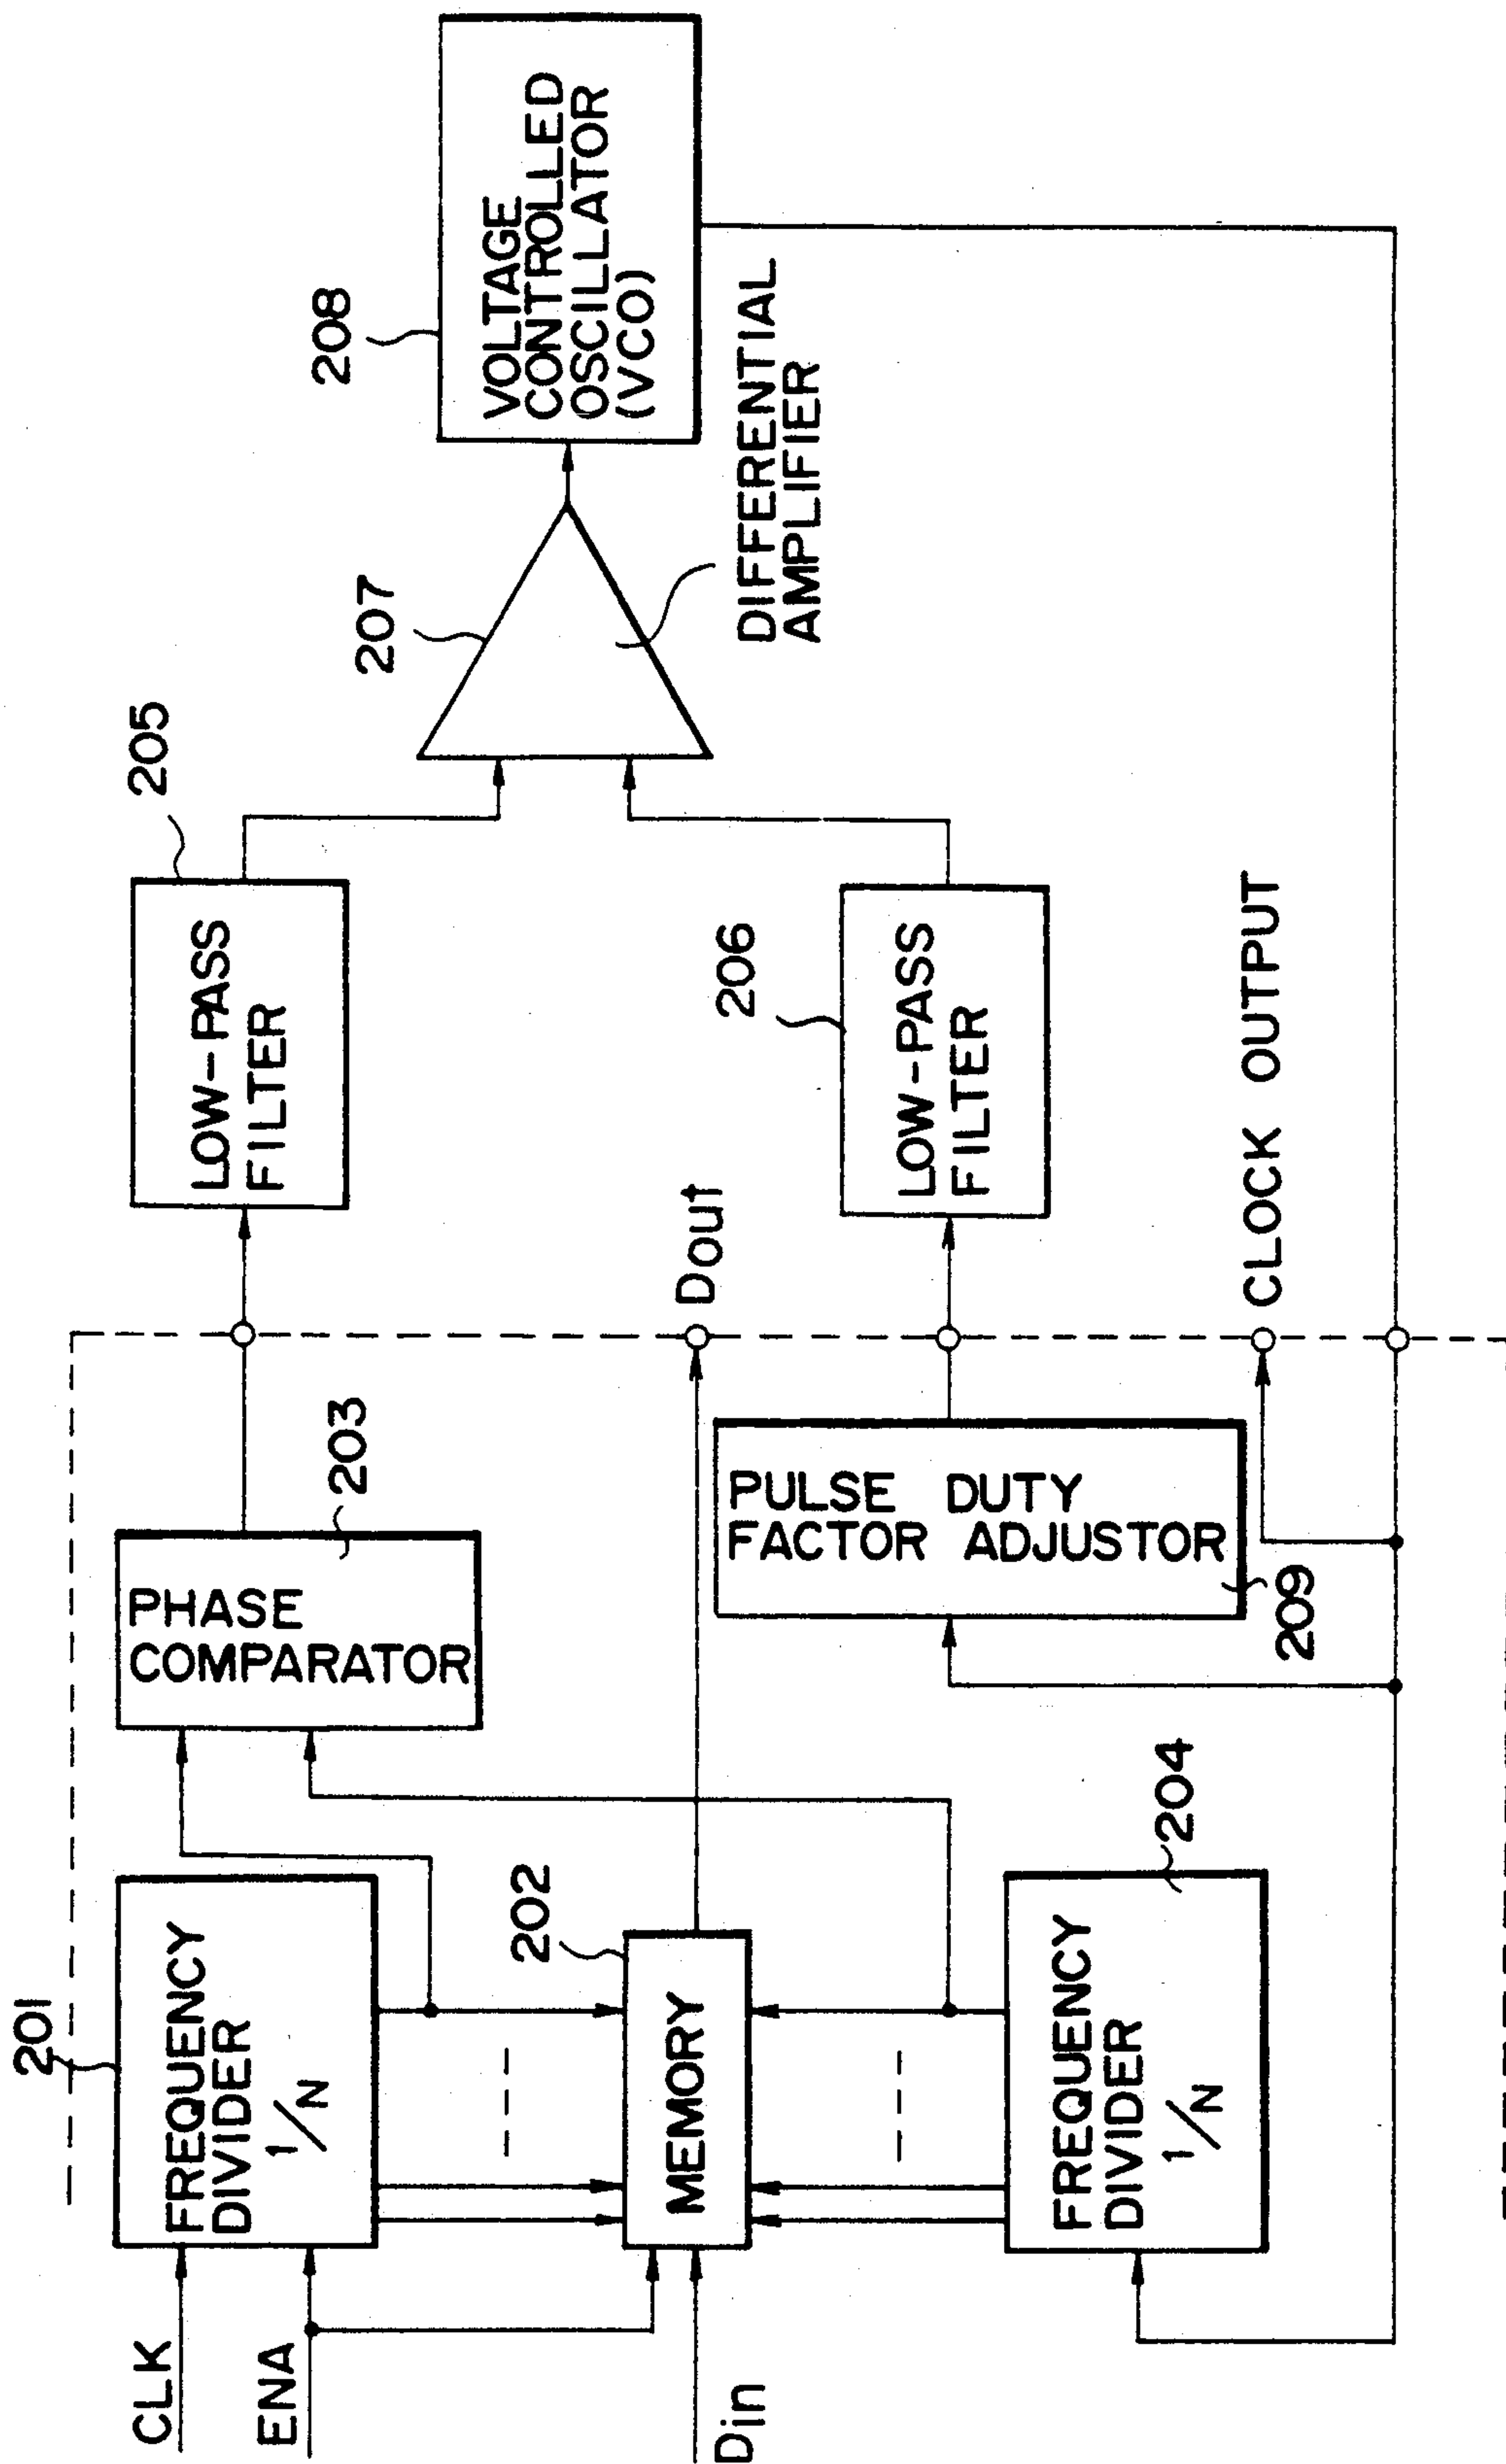 201
FREQUENCY
DIVIDER
1/N
CLK
ENA
Din
202
MEMORY
204
FREQUENCY
DIVIDER
1/N
203
PHASE
COMPARATOR
PULSE DUTY
FACTOR ADJUSTOR
209
Dout
CLOCK OUTPUT
205
LOW-PASS
FILTER
206
LOW-PASS
FILTER
207
DIFFERENTIAL
AMPLIFIER
208
VOLTAGE
CONTROLLED
OSCILLATOR
(VCO)